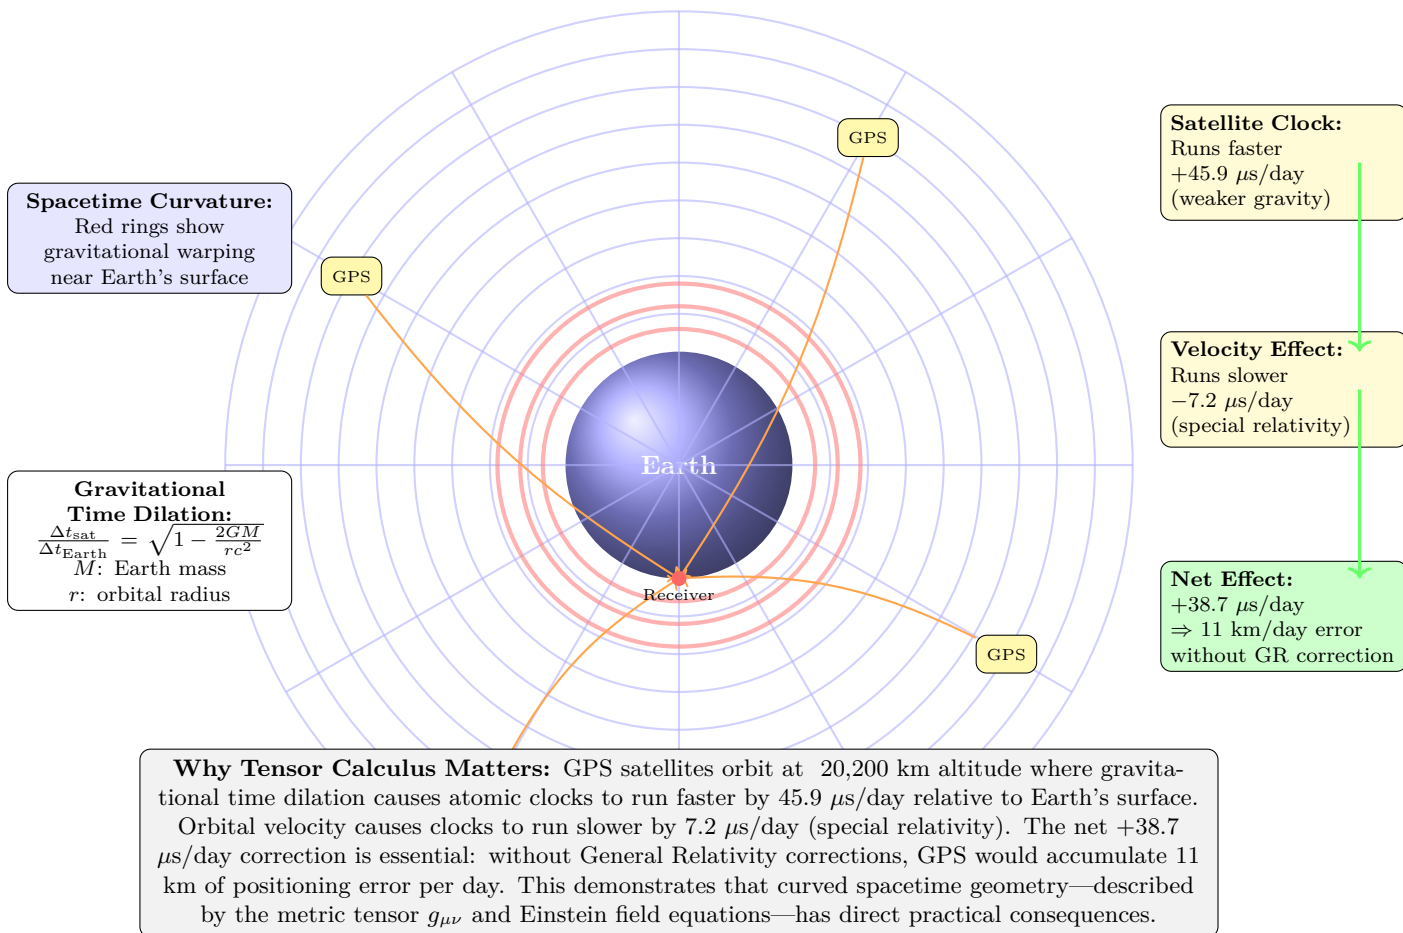 GPS
Satellite Clock:
Runs faster
+45.9 μs/day
(weaker gravity)
Spacetime Curvature:
Red rings show
gravitational warping
near Earth's surface
GPS
Velocity Effect:
Runs slower
−7.2 μs/day
(special relativity)
Earth
Gravitational
Time Dilation:
Δt_sat/Δt_Earth = √(1 − 2GM/rc²)
M: Earth mass
r: orbital radius
Receiver
Net Effect:
+38.7 μs/day
⇒ 11 km/day error
without GR correction
GPS
Why Tensor Calculus Matters: GPS satellites orbit at 20,200 km altitude where gravita-
tional time dilation causes atomic clocks to run faster by 45.9 μs/day relative to Earth's surface.
Orbital velocity causes clocks to run slower by 7.2 μs/day (special relativity). The net +38.7
μs/day correction is essential: without General Relativity corrections, GPS would accumulate 11
km of positioning error per day. This demonstrates that curved spacetime geometry—described
by the metric tensor g_μν and Einstein field equations—has direct practical consequences.